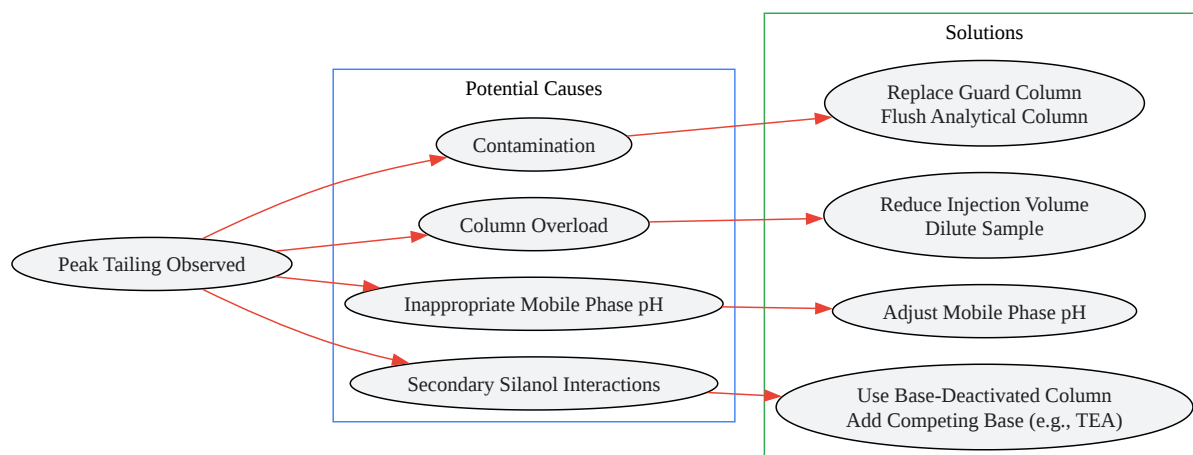 Solutions
Potential Causes
Replace Guard Column
Flush Analytical Column
Contamination
Reduce Injection Volume
Dilute Sample
Column Overload
Peak Tailing Observed
Inappropriate Mobile Phase pH
Adjust Mobile Phase pH
Secondary Silanol Interactions
Use Base-Deactivated Column
Add Competing Base (e.g., TEA)